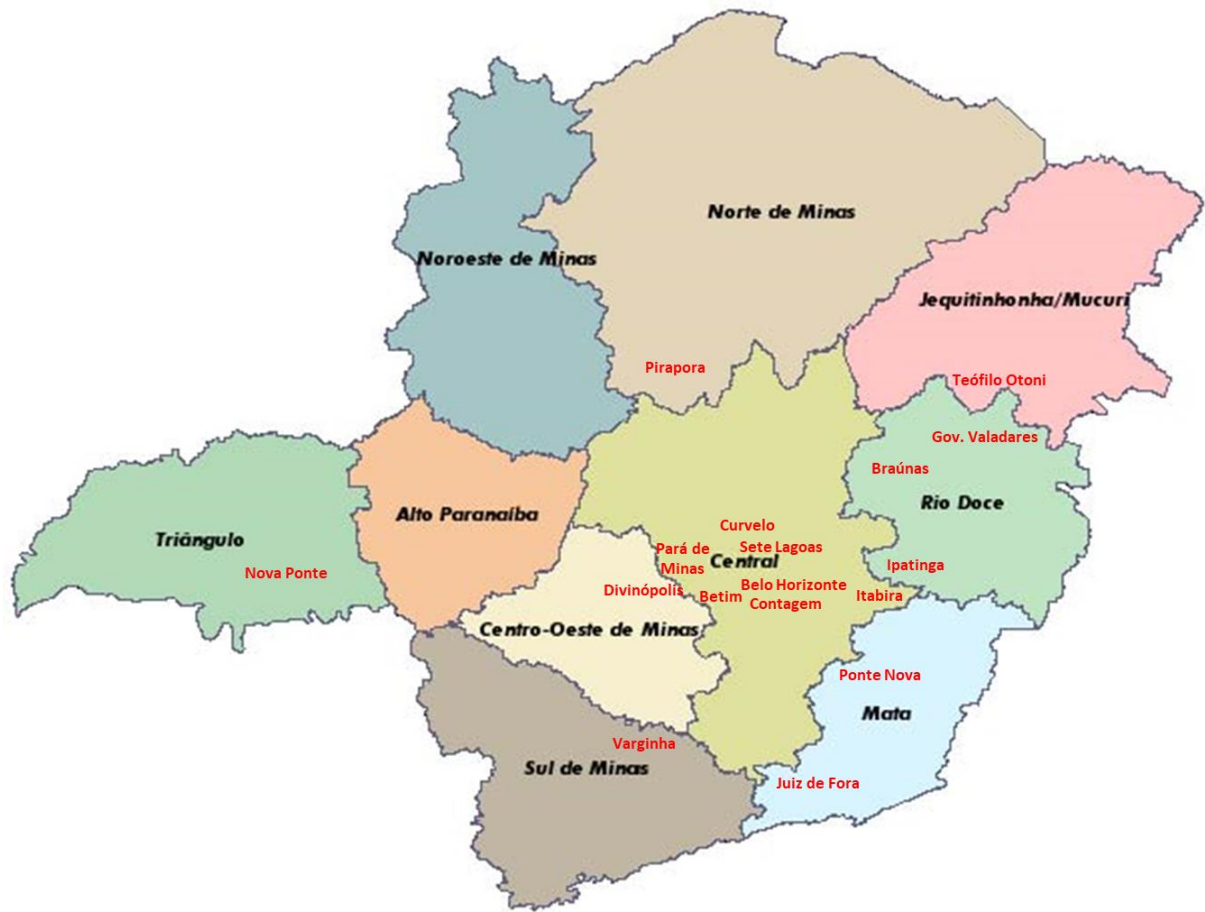 Norte de Minas
Noroeste de Minas
Jequitinhonha/Mucuri
Pirapora
Teófilo Otoni
Gov. Valadares
Braúnas
Rio Doce
Alto Paranaíba
Triângulo
Nova Ponte
Curvelo
Sete Lagoas
Pará de
Minas
Central
Ipatinga
Divinópolis
Betim
Belo Horizonte
Contagem
Itabira
Centro-Oeste de Minas
Ponte Nova
Mata
Varginha
Sul de Minas
Juiz de Fora